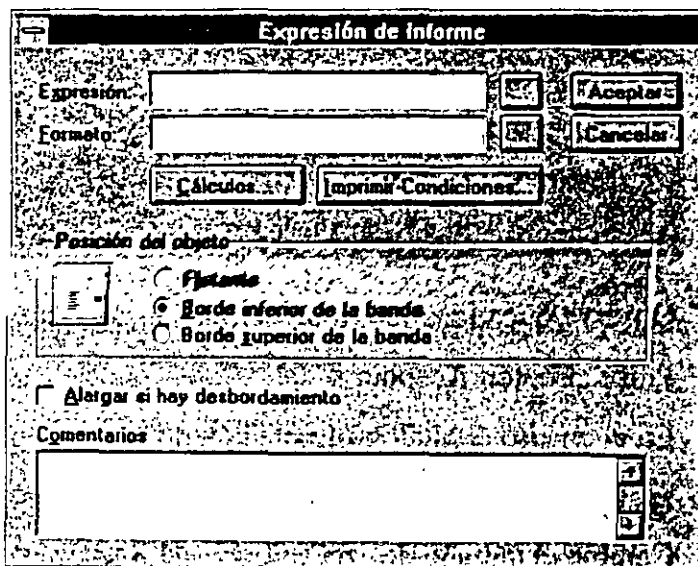 Expresión de informe
Expresión:
Aceptar
Formato
Cancelar
Cálculos... Imprimir Condiciones...
Posición del objeto
Flotante
Borde inferior de la banda
Borde superior de la banda
Alargar si hay desbordamiento
Comentarios